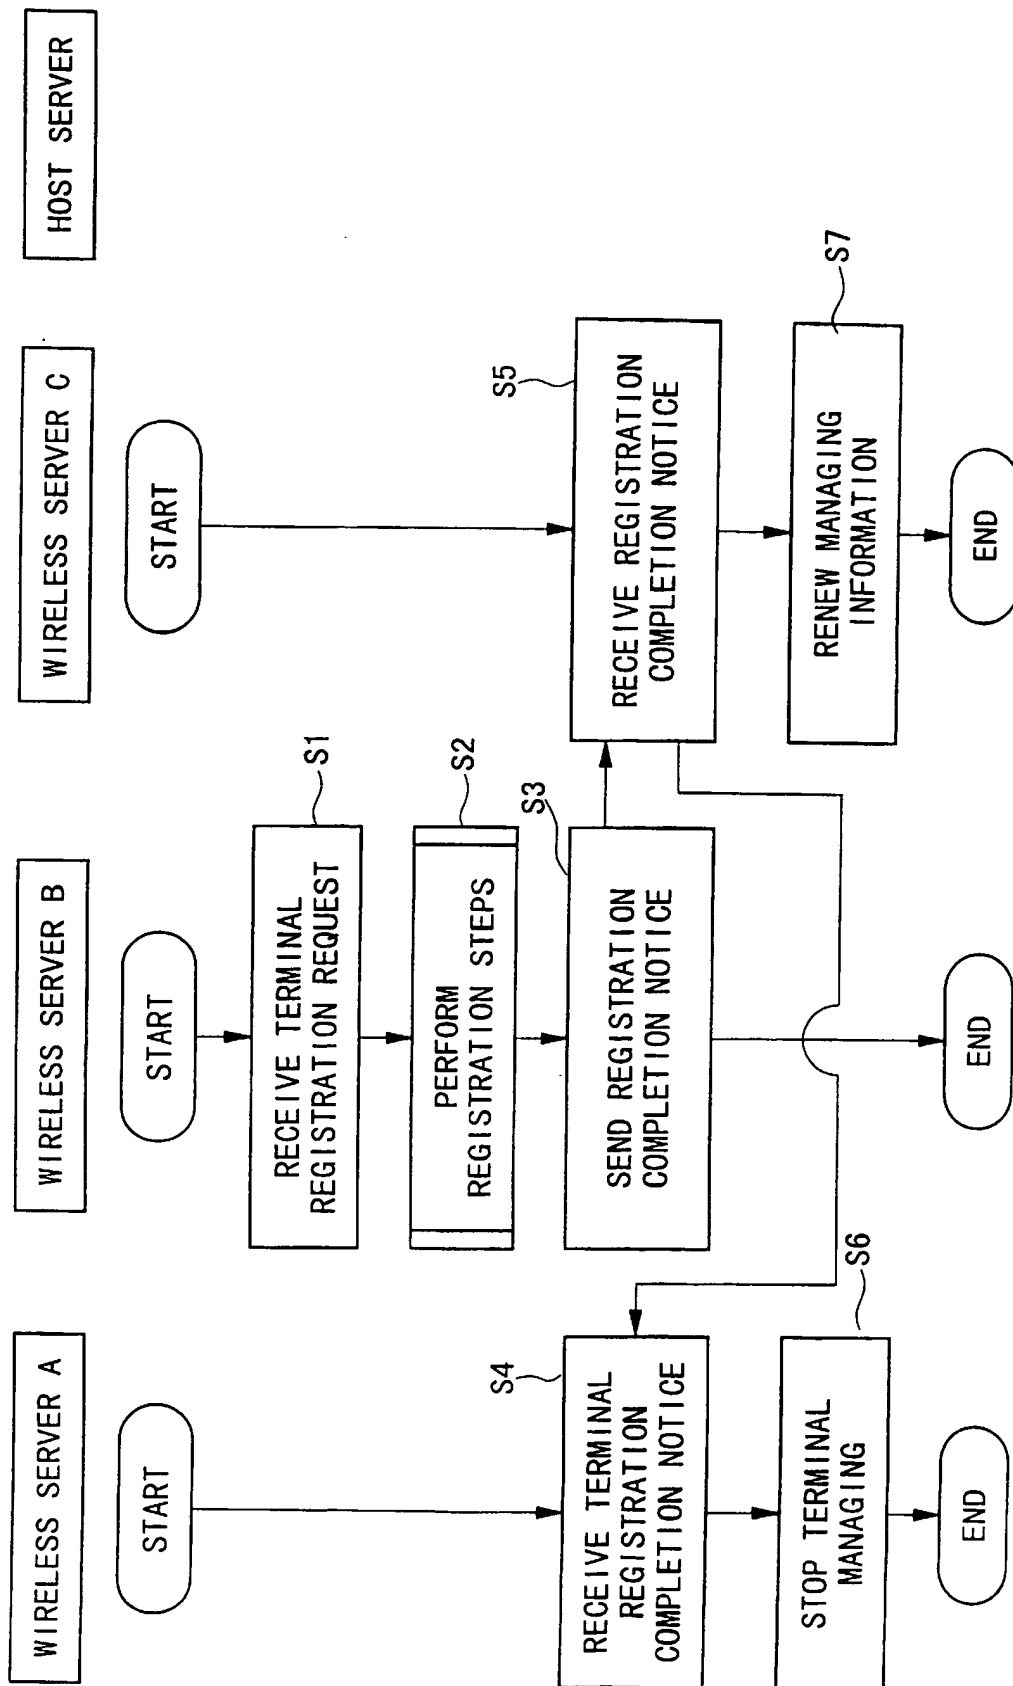 WIRELESS SERVER A
WIRELESS SERVER B
WIRELESS SERVER C
HOST SERVER
START
START
START
RECEIVE TERMINAL
REGISTRATION REQUEST
S1
PERFORM
REGISTRATION STEPS
S2
RECEIVE TERMINAL
REGISTRATION
COMPLETION NOTICE
S4
SEND REGISTRATION
COMPLETION NOTICE
S3
RECEIVE REGISTRATION
COMPLETION NOTICE
S5
STOP TERMINAL
MANAGING
S6
RENEW MANAGING
INFORMATION
S7
END
END
END